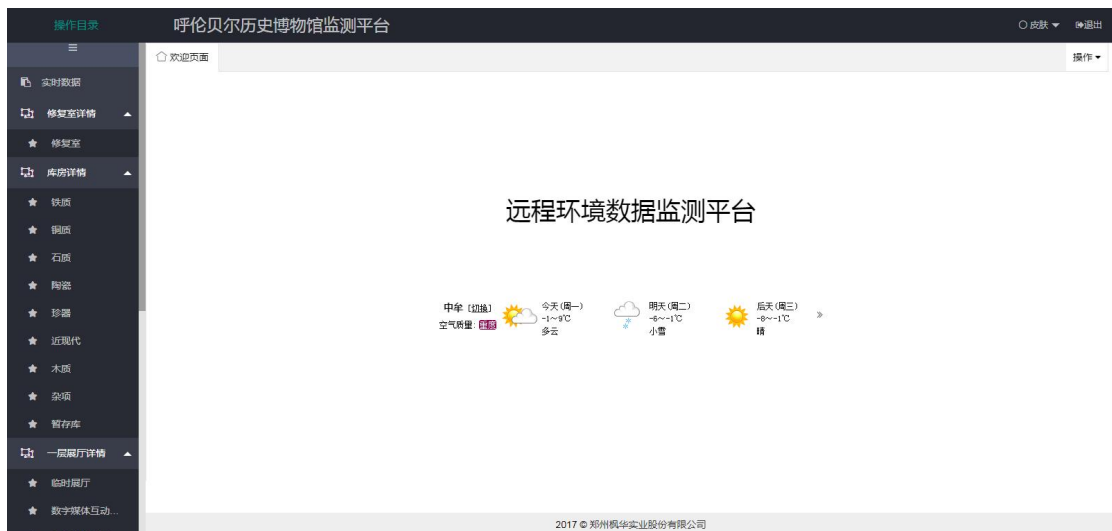 操作目录
呼伦贝尔历史博物馆监测平台
皮肤
退出
欢迎页面
操作
实时数据
修复室详情
修复室
库房详情
铁质
铜质
石质
陶瓷
珍器
近现代
木质
杂项
暂存库
一层展厅详情
临时展厅
数字媒体互动...
远程环境数据监测平台
中牟 [切换]
空气质量: 重度
今天(周一)
-1~9℃
多云
明天(周二)
-6~-1℃
小雪
后天(周三)
-8~-1℃
晴
»
2017 © 郑州枫华实业股份有限公司